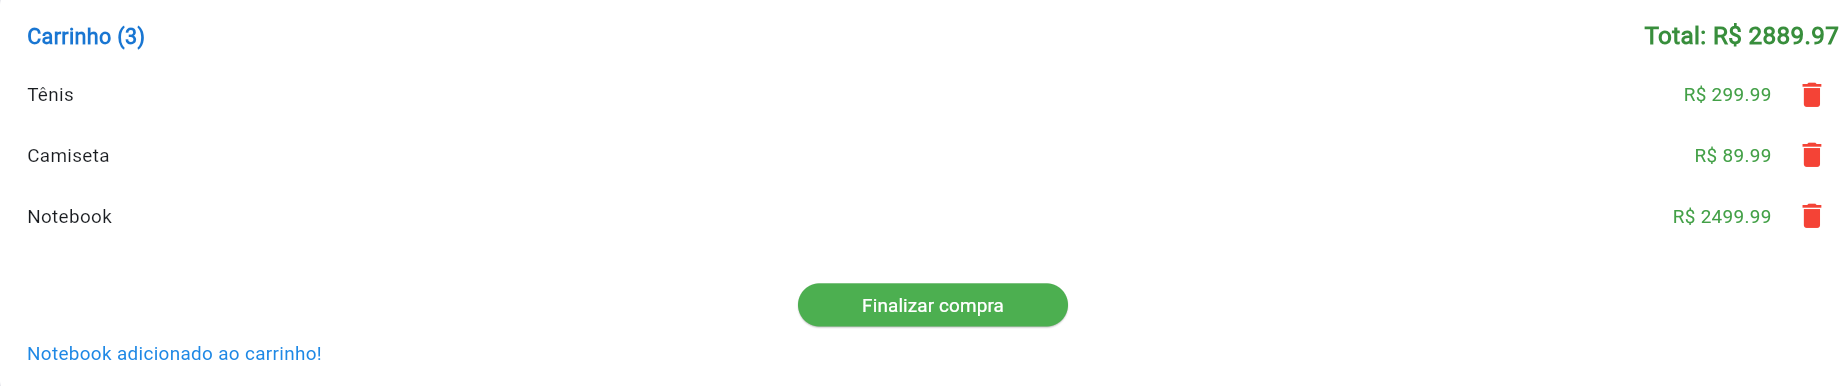 Carrinho (3) Total: R$ 2889.97
Tênis R$ 299.99
Camiseta R$ 89.99
Notebook R$ 2499.99
Finalizar compra
Notebook adicionado ao carrinho!